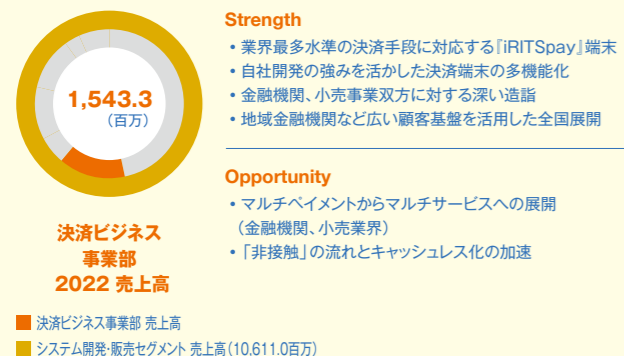 1,543.3
(百万)
決済ビジネス
事業部
2022 売上高
Strength
・業界最多水準の決済手段に対応する『iRITSpay』端末
・自社開発の強みを活かした決済端末の多機能化
・金融機関、小売事業双方に対する深い造詣
・地域金融機関など広い顧客基盤を活用した全国展開
Opportunity
・マルチペイメントからマルチサービスへの展開
(金融機関、小売業界)
・「非接触」の流れとキャッシュレス化の加速
決済ビジネス事業部 売上高
システム開発・販売セグメント 売上高(10,611.0百万)